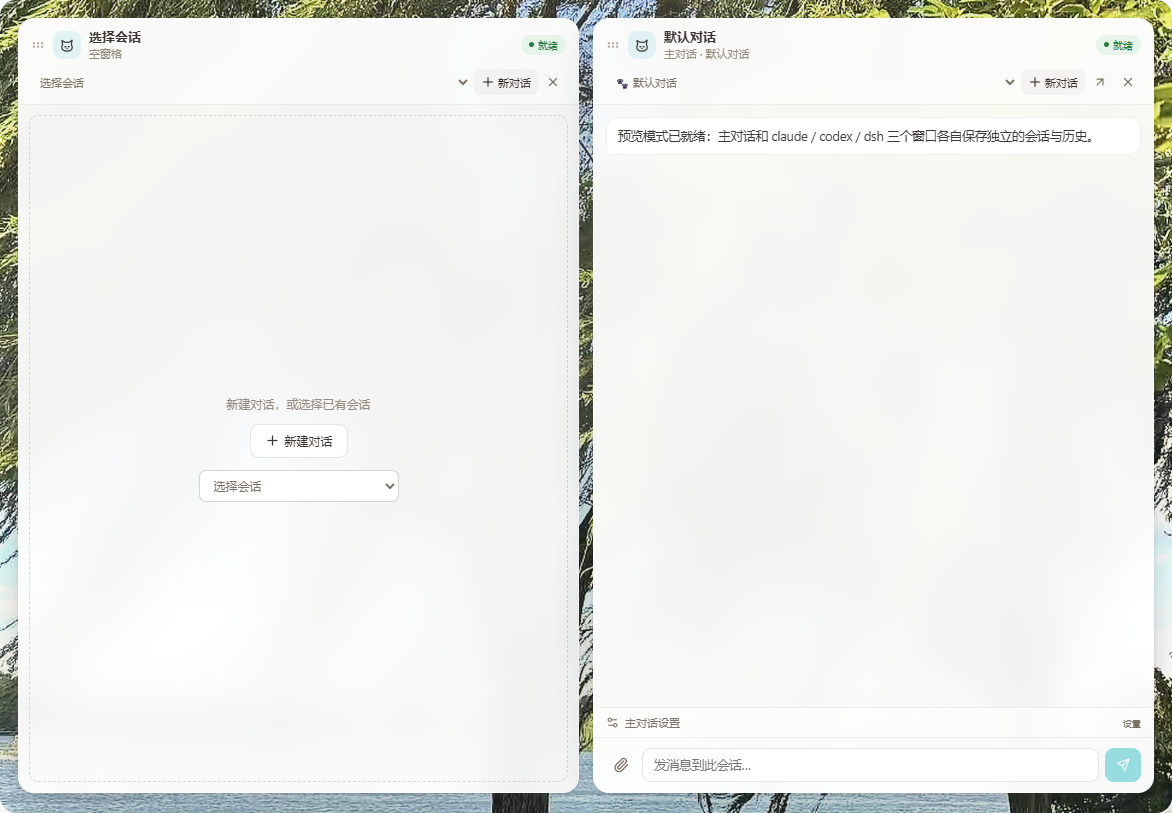 选择会话
空窗格
就绪
选择会话
新对话
新建对话，或选择已有会话
新建对话
选择会话
默认对话
主对话 · 默认对话
就绪
默认对话
新对话
预览模式已就绪：主对话和 claude / codex / dsh 三个窗口各自保存独立的会话与历史。
主对话设置
设置
发消息到此会话...